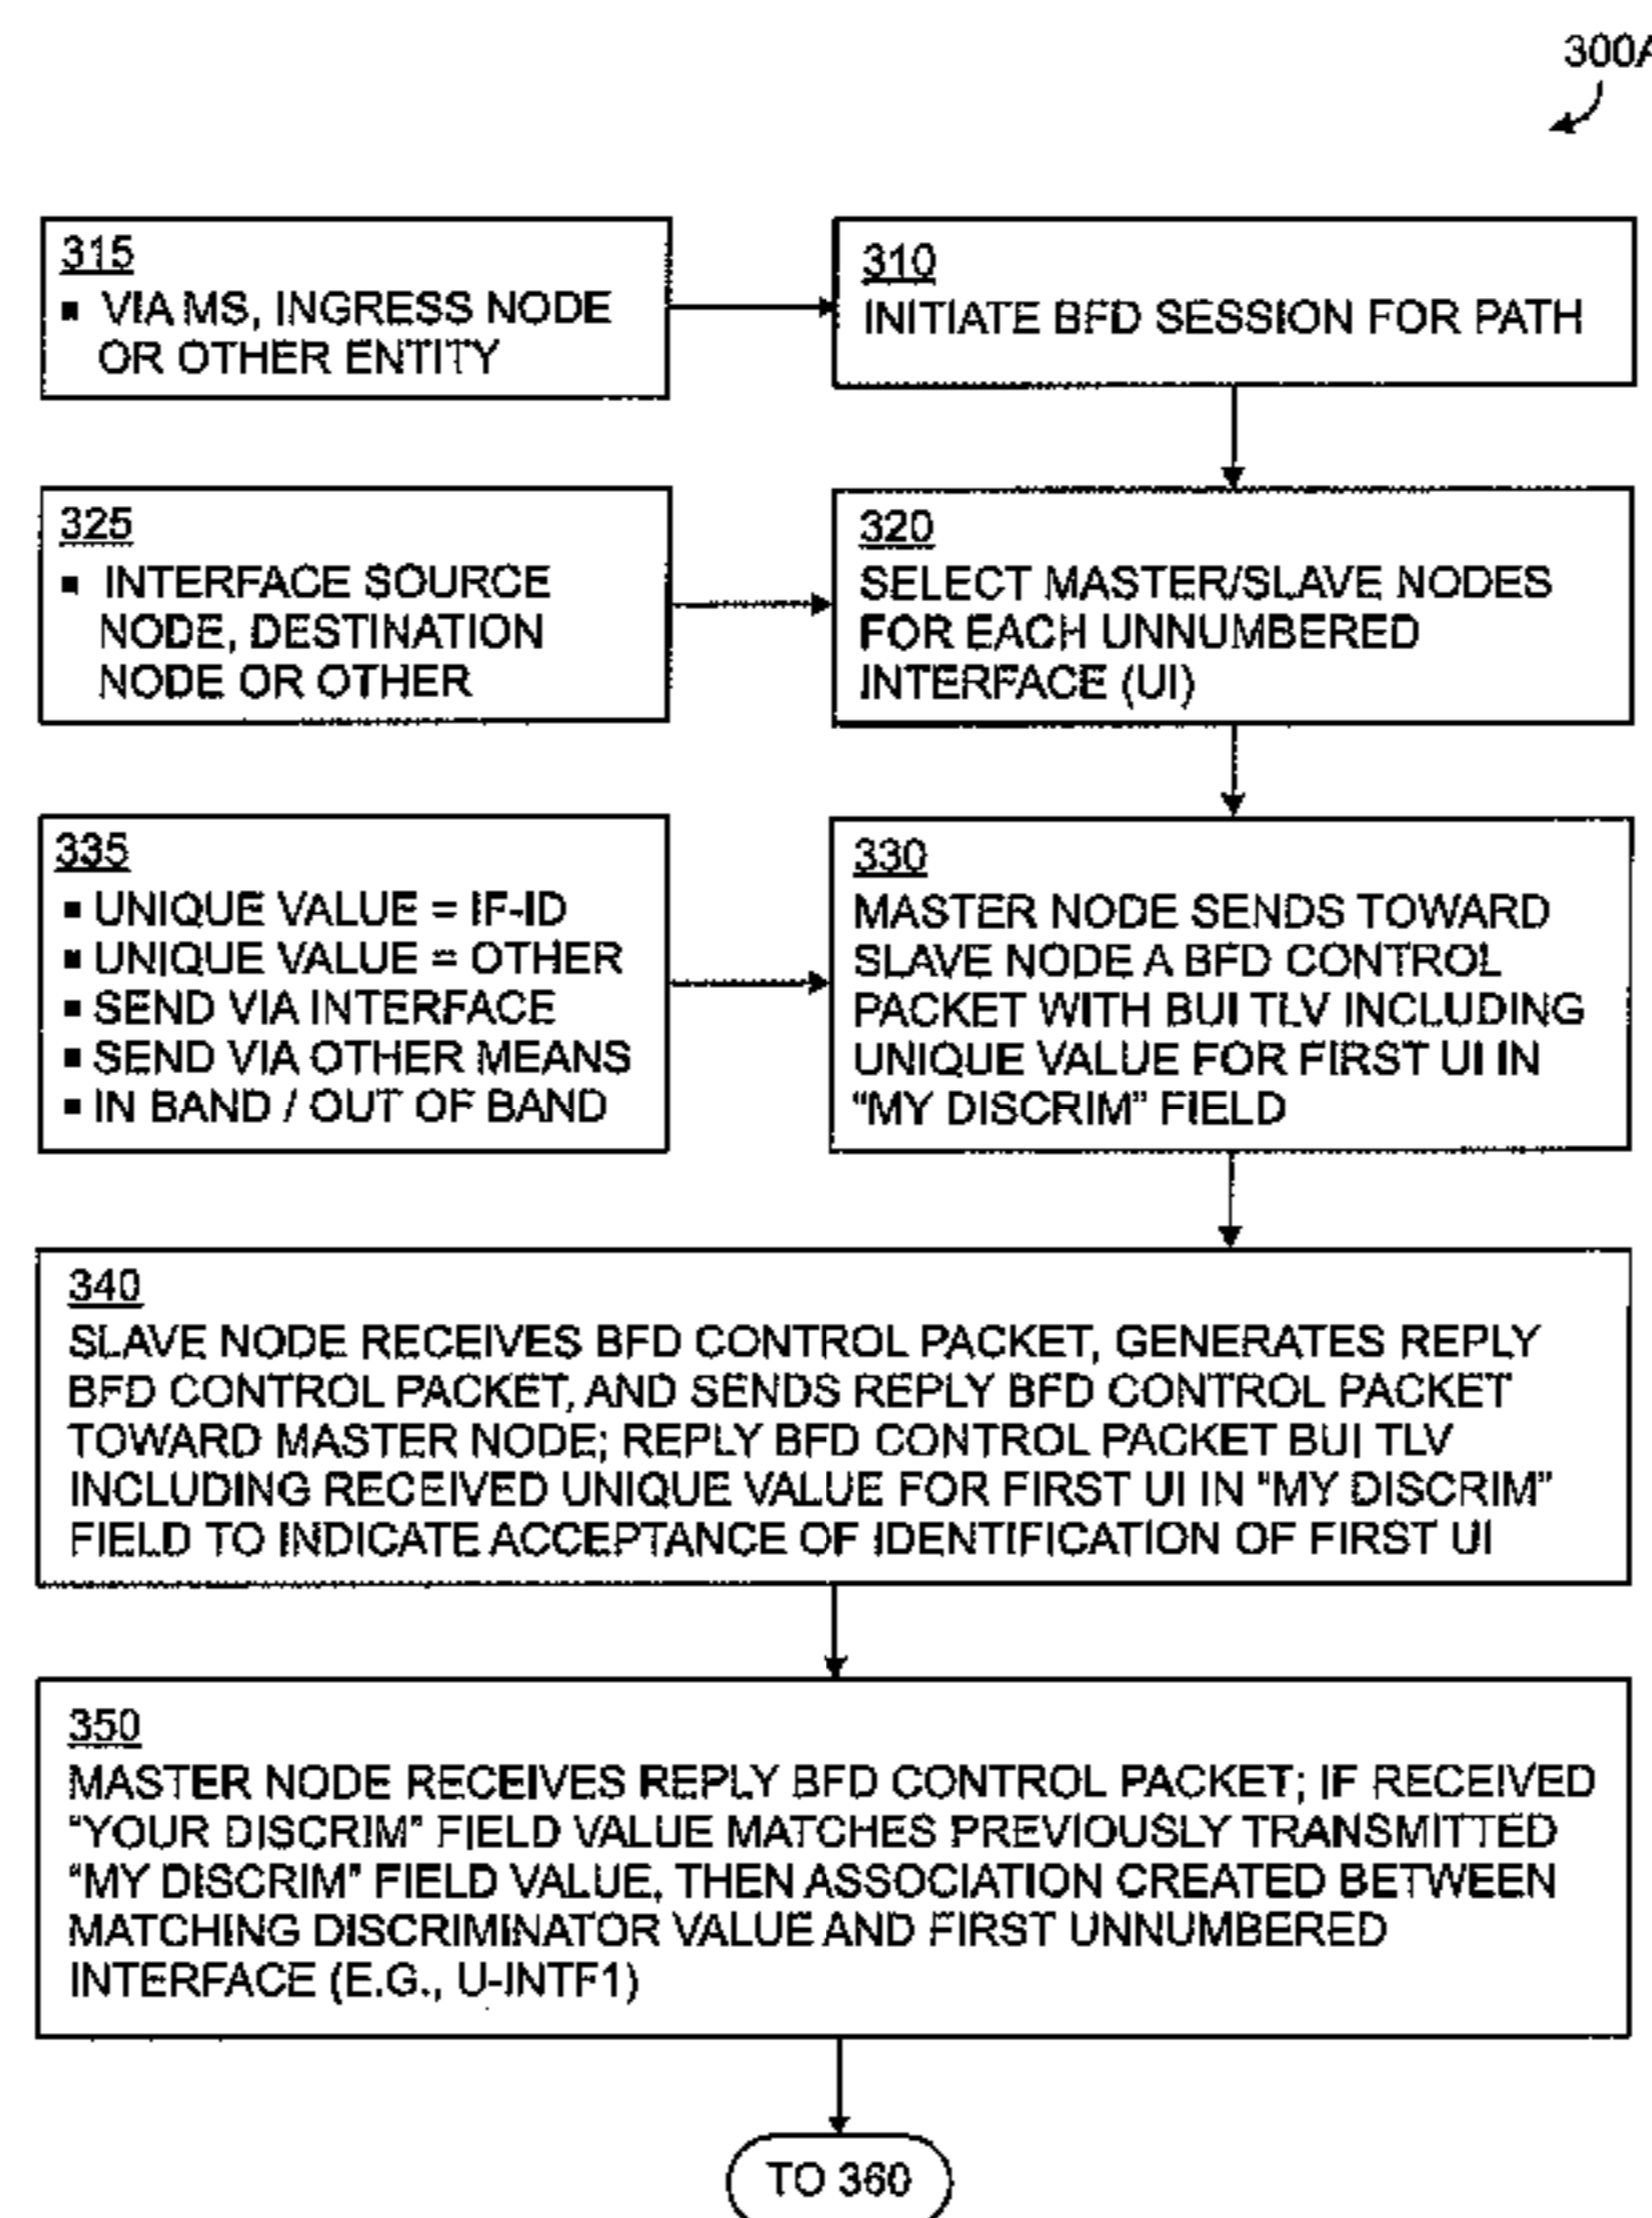 300A
315
▪ VIA MS, INGRESS NODE
OR OTHER ENTITY
310
INITIATE BFD SESSION FOR PATH
325
▪ INTERFACE SOURCE
NODE, DESTINATION
NODE OR OTHER
320
SELECT MASTER/SLAVE NODES
FOR EACH UNNUMBERED
INTERFACE (UI)
335
▪ UNIQUE VALUE = IF-ID
▪ UNIQUE VALUE = OTHER
▪ SEND VIA INTERFACE
▪ SEND VIA OTHER MEANS
▪ IN BAND / OUT OF BAND
330
MASTER NODE SENDS TOWARD
SLAVE NODE A BFD CONTROL
PACKET WITH BUI TLV INCLUDING
UNIQUE VALUE FOR FIRST UI IN
“MY DISCRIM” FIELD
340
SLAVE NODE RECEIVES BFD CONTROL PACKET, GENERATES REPLY
BFD CONTROL PACKET, AND SENDS REPLY BFD CONTROL PACKET
TOWARD MASTER NODE; REPLY BFD CONTROL PACKET BUI TLV
INCLUDING RECEIVED UNIQUE VALUE FOR FIRST UI IN “MY DISCRIM”
FIELD TO INDICATE ACCEPTANCE OF IDENTIFICATION OF FIRST UI
350
MASTER NODE RECEIVES REPLY BFD CONTROL PACKET; IF RECEIVED
“YOUR DISCRIM” FIELD VALUE MATCHES PREVIOUSLY TRANSMITTED
“MY DISCRIM” FIELD VALUE, THEN ASSOCIATION CREATED BETWEEN
MATCHING DISCRIMINATOR VALUE AND FIRST UNNUMBERED
INTERFACE (E.G., U-INTF1)
TO 360